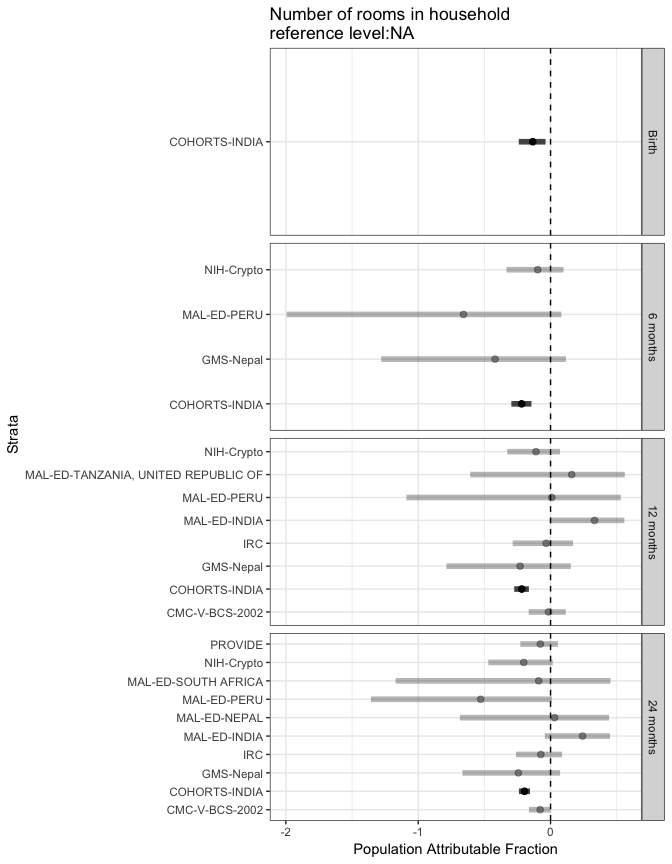 Number of rooms in household
reference level:NA
COHORTS-INDIA
Birth
NIH-Crypto
MAL-ED-PERU
GMS-Nepal
COHORTS-INDIA
6 months
NIH-Crypto
MAL-ED-TANZANIA, UNITED REPUBLIC OF
MAL-ED-PERU
MAL-ED-INDIA
IRC
GMS-Nepal
COHORTS-INDIA
CMC-V-BCS-2002
12 months
PROVIDE
NIH-Crypto
MAL-ED-SOUTH AFRICA
MAL-ED-PERU
MAL-ED-NEPAL
MAL-ED-INDIA
IRC
GMS-Nepal
COHORTS-INDIA
CMC-V-BCS-2002
24 months
Strata
-2 -1 0
Population Attributable Fraction